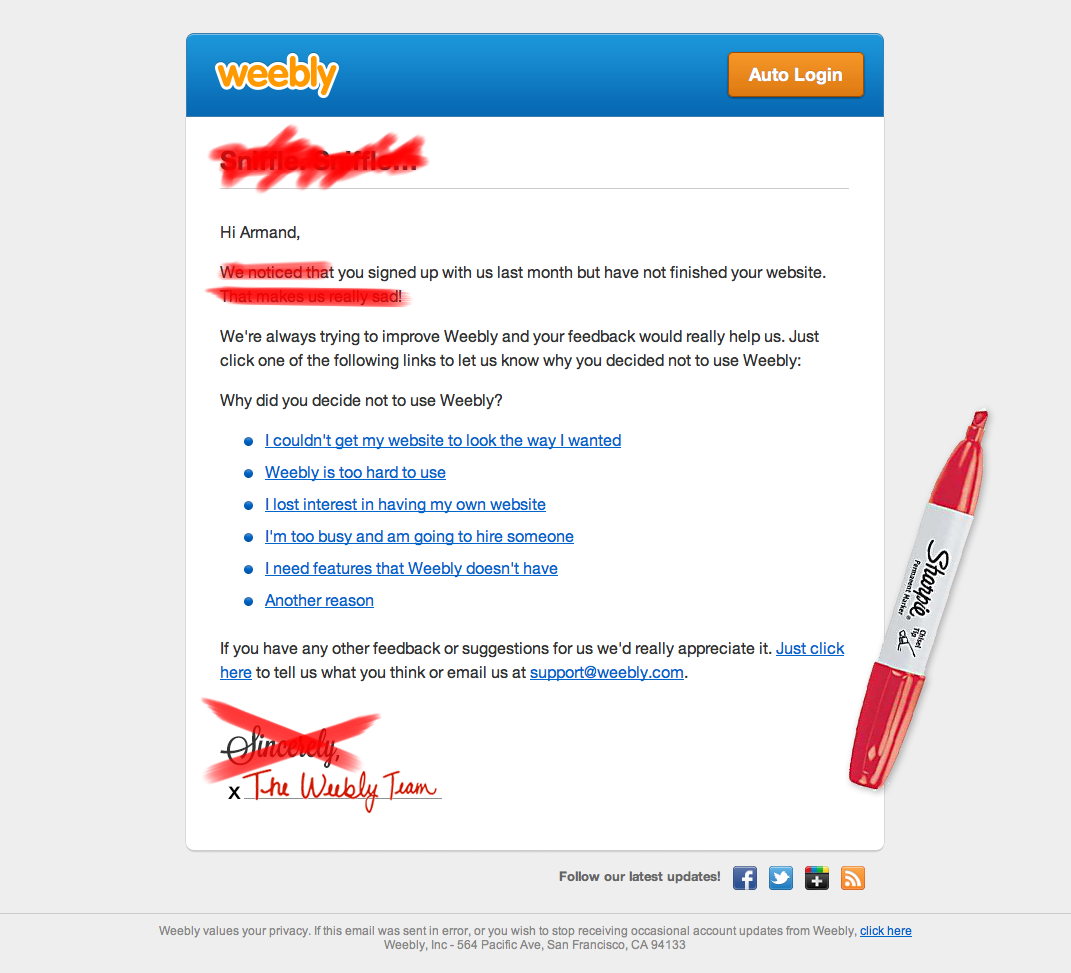 weebly
Auto Login
Sniffle. Sniffle...
Hi Armand,
We noticed that you signed up with us last month but have not finished your website.
That makes us really sad!
We're always trying to improve Weebly and your feedback would really help us. Just
click one of the following links to let us know why you decided not to use Weebly:
Why did you decide not to use Weebly?
I couldn't get my website to look the way I wanted
Weebly is too hard to use
I lost interest in having my own website
I'm too busy and am going to hire someone
I need features that Weebly doesn't have
Another reason
If you have any other feedback or suggestions for us we'd really appreciate it. Just click
here to tell us what you think or email us at support@weebly.com.
Sincerely,
x The Weebly Team
Sharpie®
Permanent Marker
Chisel
Tip
Follow our latest updates!
Weebly values your privacy. If this email was sent in error, or you wish to stop receiving occasional account updates from Weebly, click here
Weebly, Inc - 564 Pacific Ave, San Francisco, CA 94133